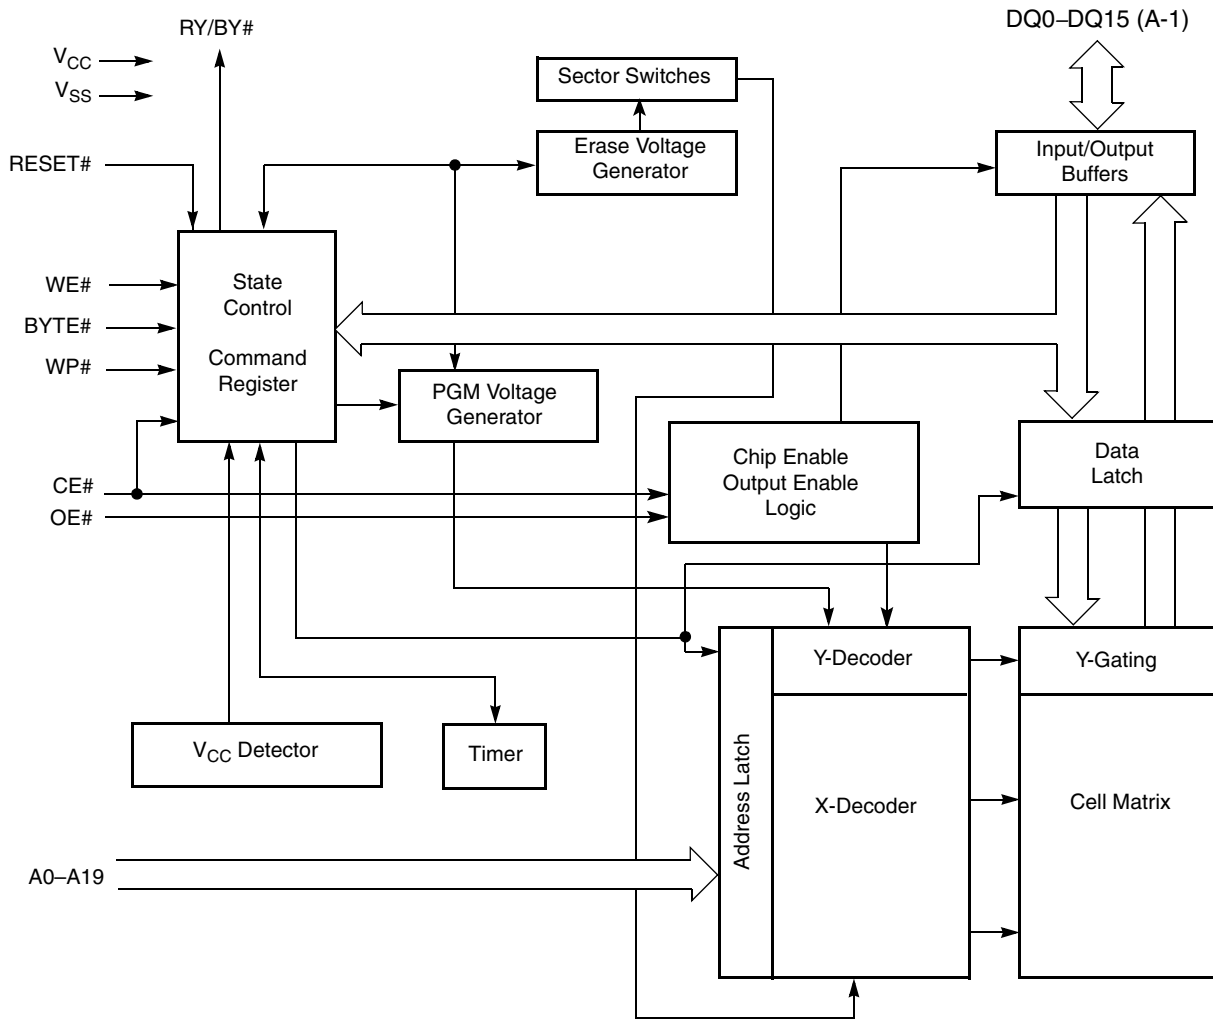 RY/BY#
DQ0–DQ15 (A-1)
VCC
VSS
Sector Switches
Erase Voltage
Generator
Input/Output
Buffers
RESET#
WE#
BYTE#
WP#
State
Control
Command
Register
PGM Voltage
Generator
CE#
OE#
Chip Enable
Output Enable
Logic
Data
Latch
Y-Decoder
Y-Gating
VCC Detector
Timer
Address Latch
X-Decoder
Cell Matrix
A0–A19